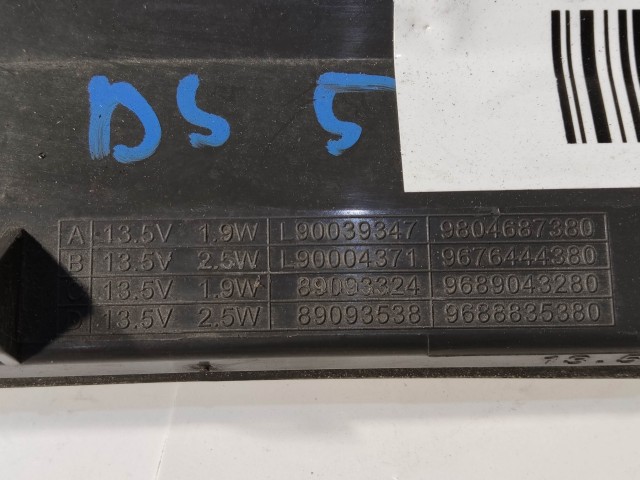 DS 5
A 13.5V 1.9W L90039347 9804687380
B 13.5V 2.5W L90004371 9676444380
C 13.5V 1.9W 89093324 9689043280
D 13.5V 2.5W 89093538 9688635380